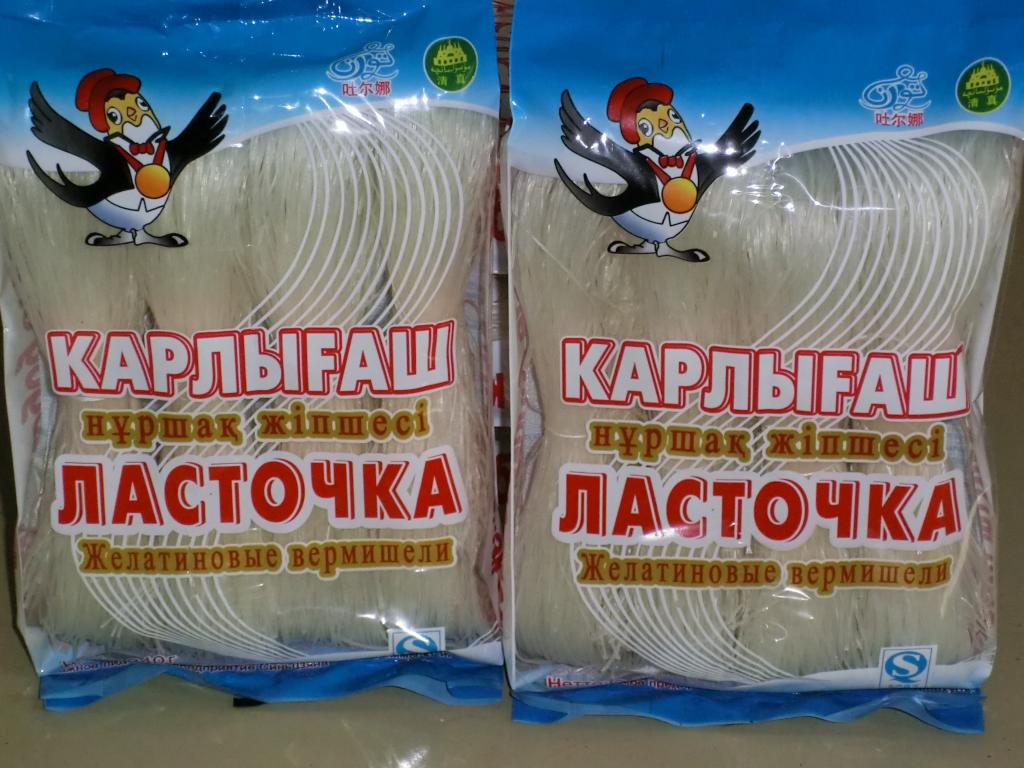 吐尔娜
清真
КАРЛЫҒАШ
нұршақ жіпшесі
ЛАСТОЧКА
Желатиновые вермишели
S
吐尔娜
清真
КАРЛЫҒАШ
нұршақ жіпшесі
ЛАСТОЧКА
Желатиновые вермишели
S